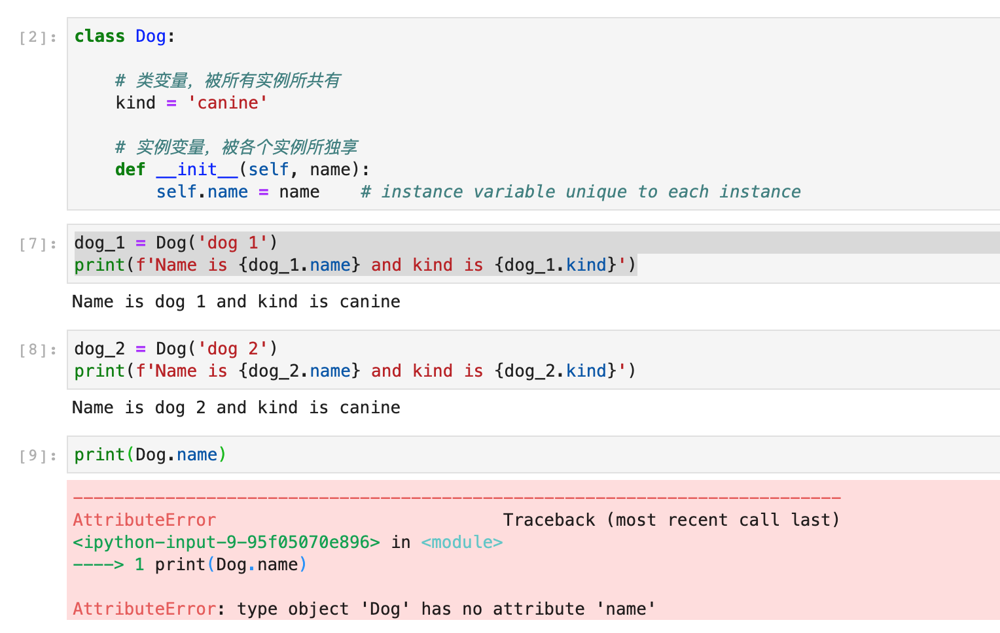 [2]:
class Dog:
# 类变量，被所有实例所共有
kind = 'canine'
# 实例变量，被各个实例所独享
def __init__(self, name):
self.name = name    # instance variable unique to each instance
[7]:
dog_1 = Dog('dog 1')
print(f'Name is {dog_1.name} and kind is {dog_1.kind}')
Name is dog 1 and kind is canine
[8]:
dog_2 = Dog('dog 2')
print(f'Name is {dog_2.name} and kind is {dog_2.kind}')
Name is dog 2 and kind is canine
[9]:
print(Dog.name)
---------------------------------------------------------------------------
AttributeError                            Traceback (most recent call last)
<ipython-input-9-95f05070e896> in <module>
----> 1 print(Dog.name)
AttributeError: type object 'Dog' has no attribute 'name'